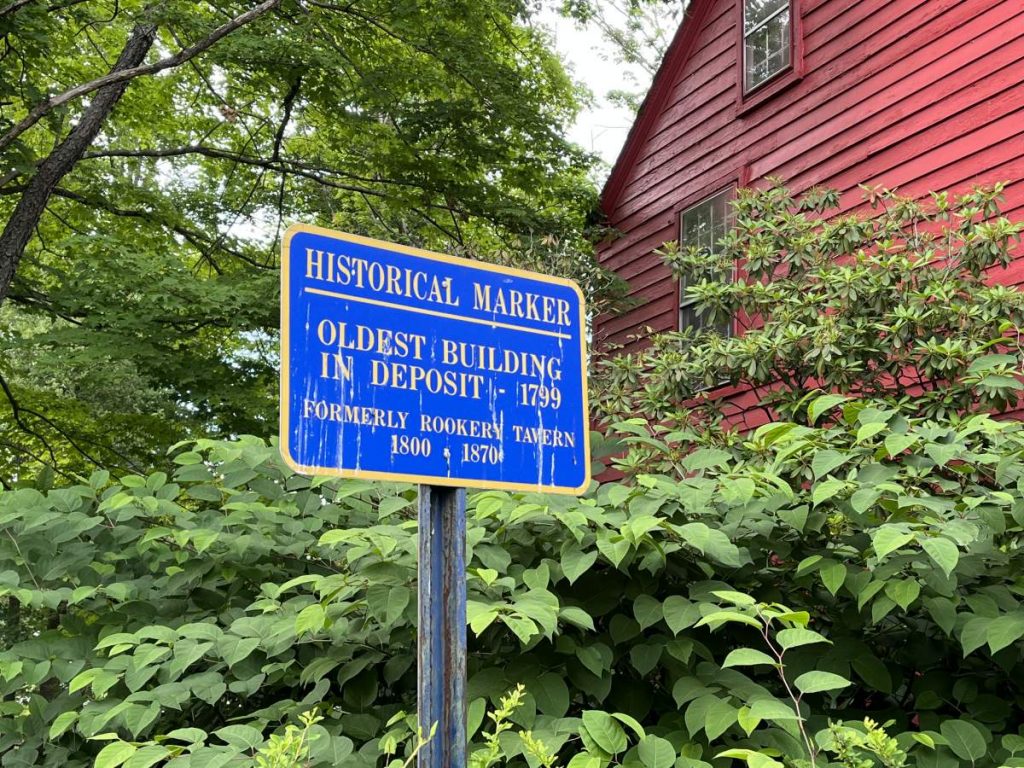 HISTORICAL MARKER
OLDEST BUILDING
IN DEPOSIT - 1799
FORMERLY ROOKERY TAVERN
1800 - 1870